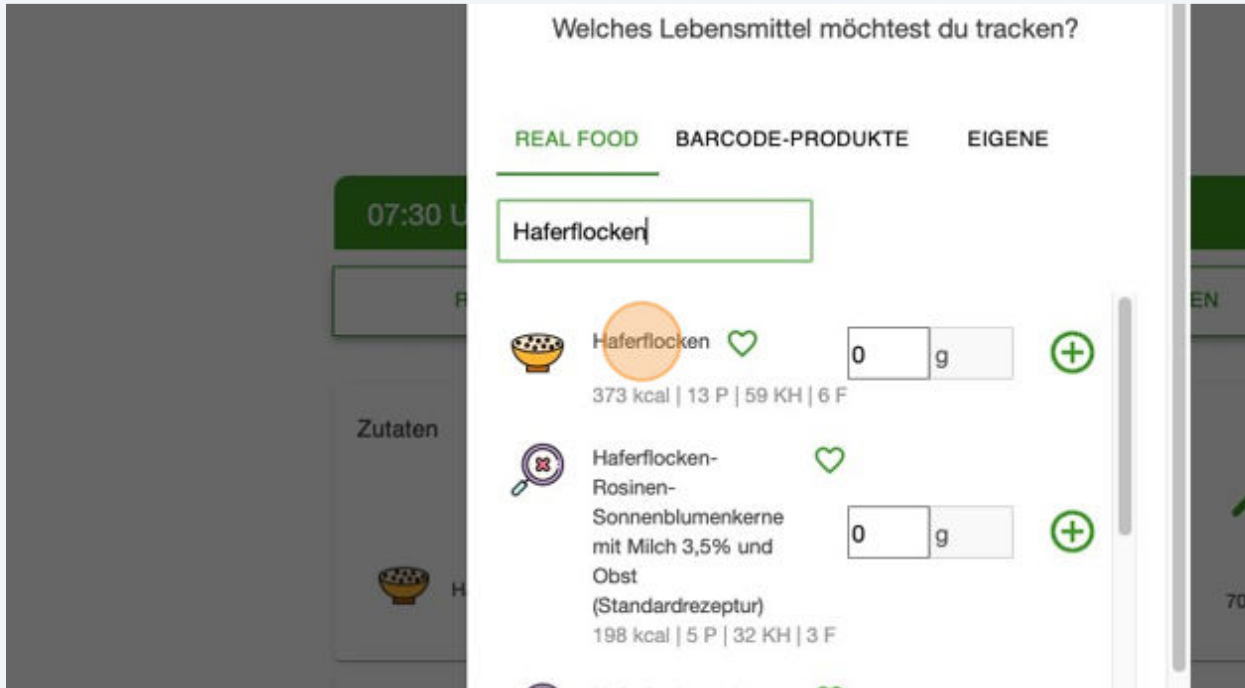 Welches Lebensmittel möchtest du tracken?
REAL FOOD BARCODE-PRODUKTE EIGENE
07:30 U
Haferflocken
EN
Haferflocken
0 g
373 kcal | 13 P | 59 KH | 6 F
Zutaten
Haferflocken-
Rosinen-
Sonnenblumenkerne
mit Milch 3,5% und
Obst
(Standardrezeptur)
0 g
198 kcal | 5 P | 32 KH | 3 F
70